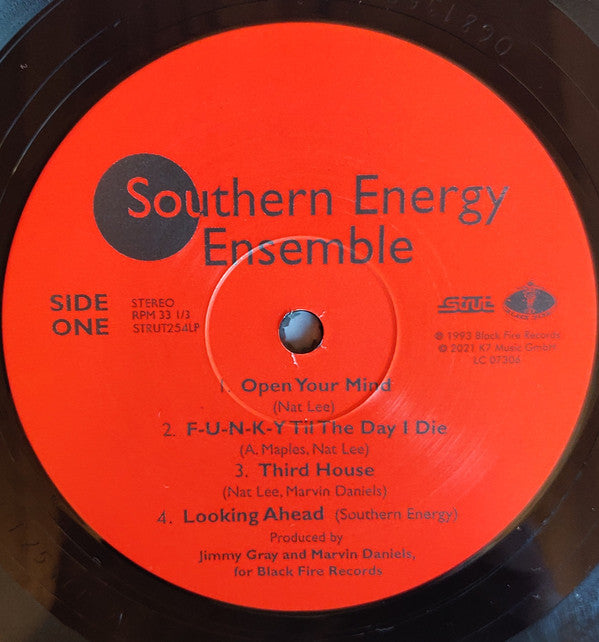 Southern Energy
Ensemble
SIDE
ONE
STEREO
RPM 33 1/3
STRUT254LP
Strut
℗ 1993 Black Fire Records
© 2021 K7 Music GmbH
LC 07306
1. Open Your Mind
(Nat Lee)
2. F-U-N-K-Y Til The Day I Die
(A. Maples, Nat Lee)
3. Third House
(Nat Lee, Marvin Daniels)
4. Looking Ahead (Southern Energy)
Produced by
Jimmy Gray and Marvin Daniels,
for Black Fire Records